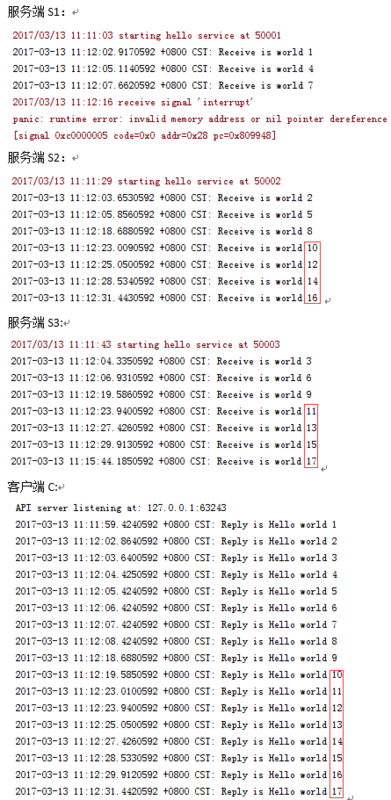 服务端 S1：
2017/03/13 11:11:03 starting hello service at 50001
2017-03-13 11:12:02.9170592 +0800 CST: Receive is world 1
2017-03-13 11:12:05.1140592 +0800 CST: Receive is world 4
2017-03-13 11:12:07.6620592 +0800 CST: Receive is world 7
2017/03/13 11:12:16 receive signal 'interrupt'
panic: runtime error: invalid memory address or nil pointer dereference
[signal 0xc0000005 code=0x0 addr=0x28 pc=0x809948]
服务端 S2：
2017/03/13 11:11:29 starting hello service at 50002
2017-03-13 11:12:03.6530592 +0800 CST: Receive is world 2
2017-03-13 11:12:05.8560592 +0800 CST: Receive is world 5
2017-03-13 11:12:18.6880592 +0800 CST: Receive is world 8
2017-03-13 11:12:23.0090592 +0800 CST: Receive is world 10
2017-03-13 11:12:25.0500592 +0800 CST: Receive is world 12
2017-03-13 11:12:28.5340592 +0800 CST: Receive is world 14
2017-03-13 11:12:31.4430592 +0800 CST: Receive is world 16
服务端 S3:
2017/03/13 11:11:43 starting hello service at 50003
2017-03-13 11:12:04.3350592 +0800 CST: Receive is world 3
2017-03-13 11:12:06.9310592 +0800 CST: Receive is world 6
2017-03-13 11:12:19.5860592 +0800 CST: Receive is world 9
2017-03-13 11:12:23.9400592 +0800 CST: Receive is world 11
2017-03-13 11:12:27.4260592 +0800 CST: Receive is world 13
2017-03-13 11:12:29.9130592 +0800 CST: Receive is world 15
2017-03-13 11:15:44.1850592 +0800 CST: Receive is world 17
客户端 C:
API server listening at: 127.0.0.1:63243
2017-03-13 11:11:59.4240592 +0800 CST: Reply is Hello world 1
2017-03-13 11:12:02.8640592 +0800 CST: Reply is Hello world 2
2017-03-13 11:12:03.6400592 +0800 CST: Reply is Hello world 3
2017-03-13 11:12:04.4250592 +0800 CST: Reply is Hello world 4
2017-03-13 11:12:05.4240592 +0800 CST: Reply is Hello world 5
2017-03-13 11:12:06.4240592 +0800 CST: Reply is Hello world 6
2017-03-13 11:12:07.4240592 +0800 CST: Reply is Hello world 7
2017-03-13 11:12:08.4240592 +0800 CST: Reply is Hello world 8
2017-03-13 11:12:18.6880592 +0800 CST: Reply is Hello world 9
2017-03-13 11:12:19.5850592 +0800 CST: Reply is Hello world 10
2017-03-13 11:12:23.0100592 +0800 CST: Reply is Hello world 11
2017-03-13 11:12:23.9400592 +0800 CST: Reply is Hello world 12
2017-03-13 11:12:25.0500592 +0800 CST: Reply is Hello world 13
2017-03-13 11:12:27.4260592 +0800 CST: Reply is Hello world 14
2017-03-13 11:12:28.5330592 +0800 CST: Reply is Hello world 15
2017-03-13 11:12:29.9120592 +0800 CST: Reply is Hello world 16
2017-03-13 11:12:31.4420592 +0800 CST: Reply is Hello world 17